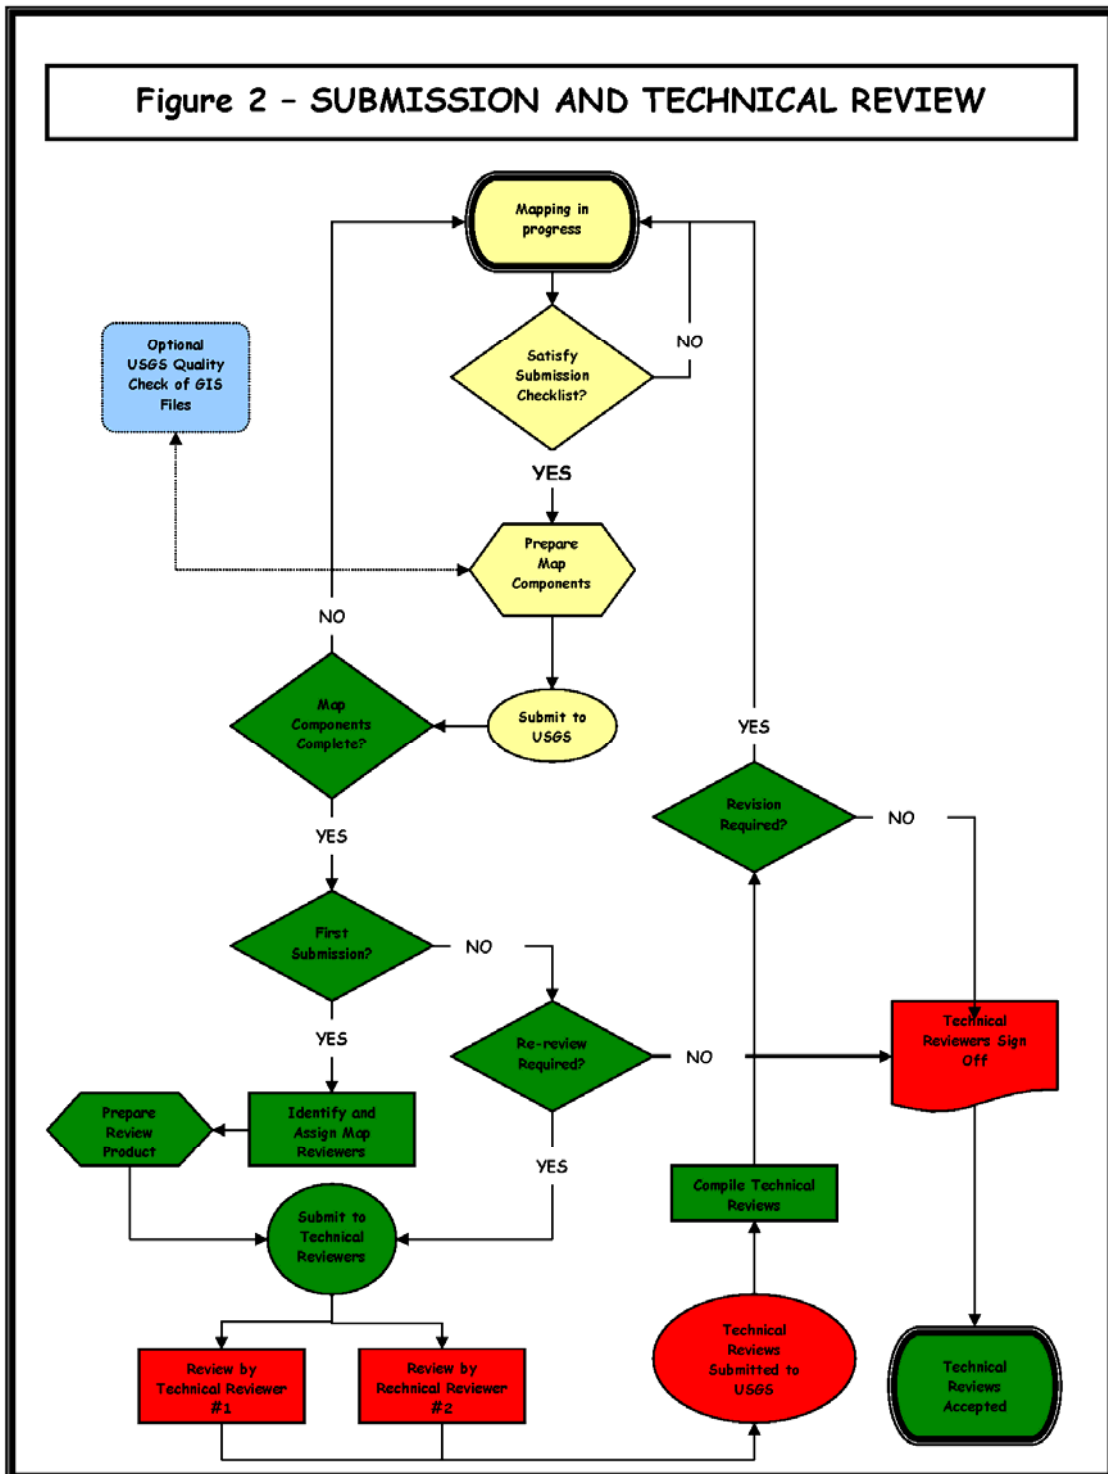 Figure 2 - SUBMISSION AND TECHNICAL REVIEW
Mapping in
progress
NO
Satisfy
Submission
Checklist?
Optional
USGS Quality
Check of GIS
Files
YES
Prepare
Map
Components
NO
Map
Components
Complete?
Submit to
USGS
YES
Revision
Required?
NO
YES
First
Submission?
NO
YES
Re-review
Required?
NO
Technical
Reviewers Sign
Off
Prepare
Review
Product
Identify and
Assign Map
Reviewers
YES
Compile Technical
Reviews
Submit to
Technical
Reviewers
Technical
Reviews
Submitted to
USGS
Review by
Technical Reviewer
#1
Review by
Rechnical Reviewer
#2
Technical
Reviews
Accepted